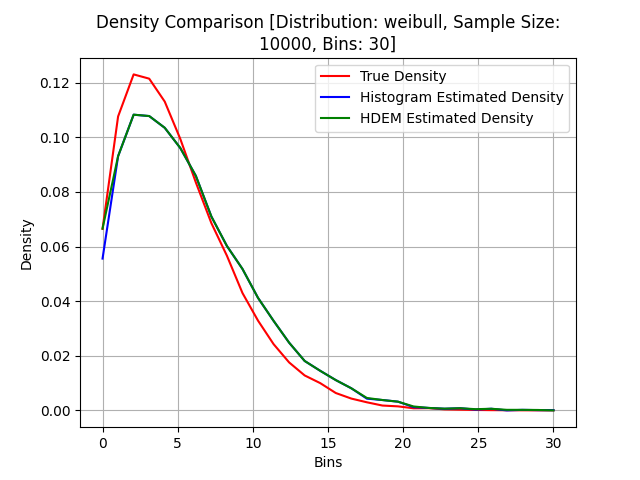 Density Comparison [Distribution: weibull, Sample Size:
10000, Bins: 30]
True Density
Histogram Estimated Density
HDEM Estimated Density
Density
0.12
0.10
0.08
0.06
0.04
0.02
0.00
0 5 10 15 20 25 30
Bins